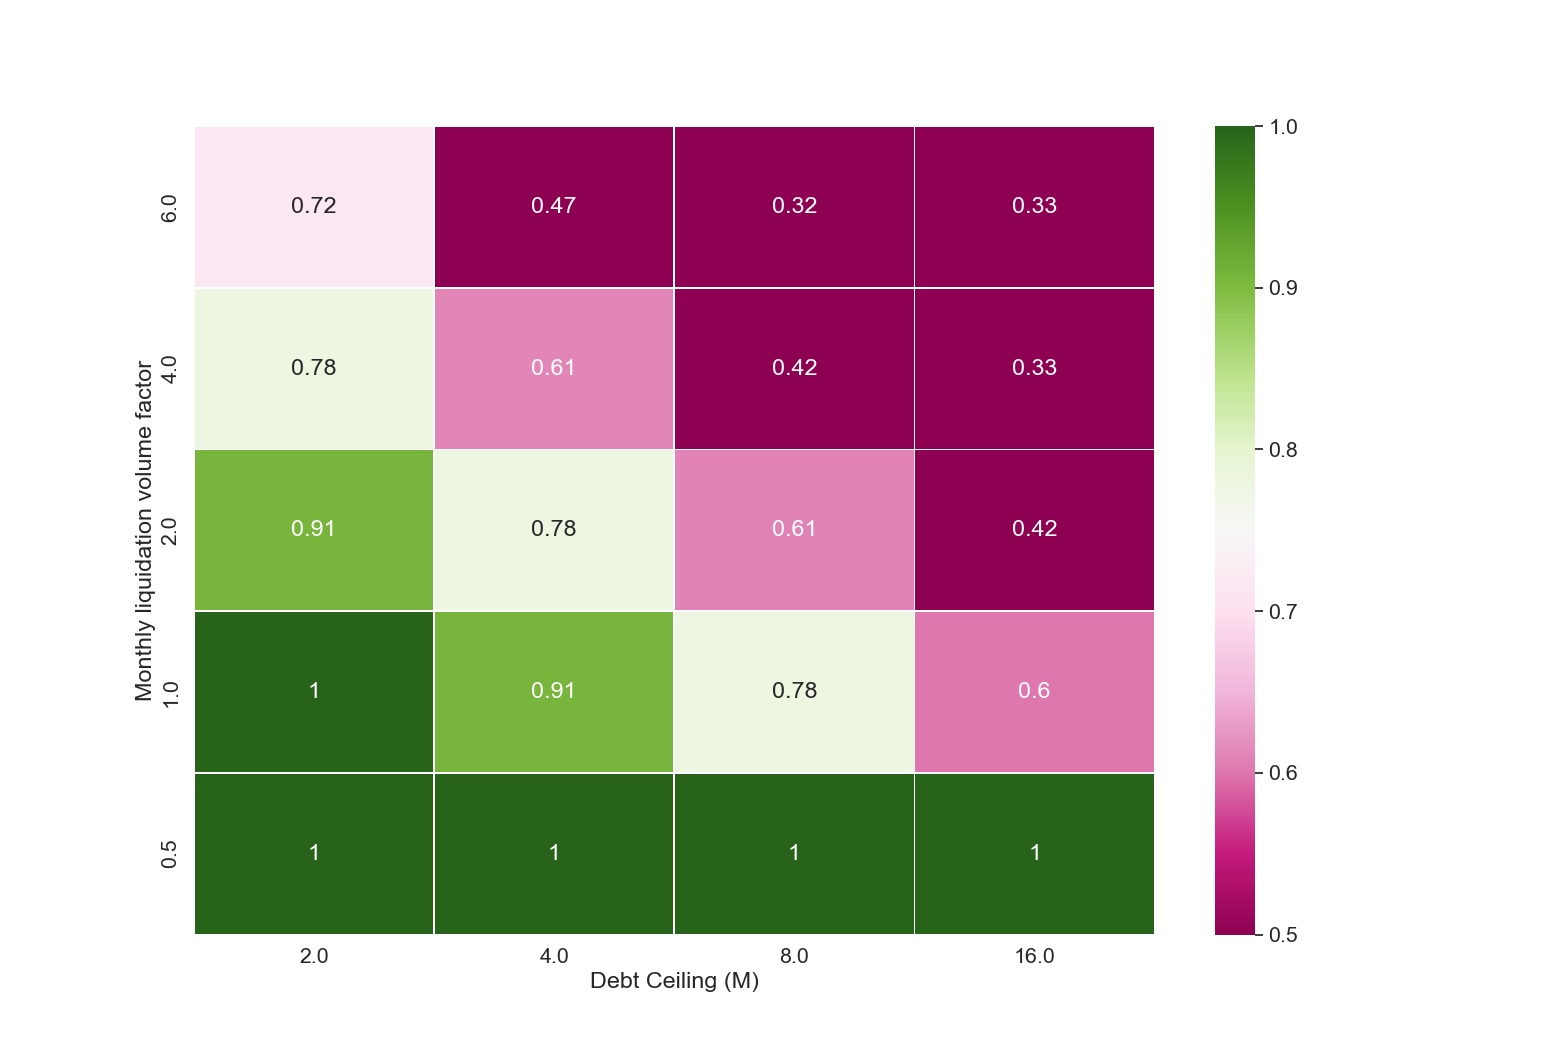 1.0
6.0 0.72 0.47 0.32 0.33
0.9
4.0 0.78 0.61 0.42 0.33
0.8
Monthly liquidation volume factor
2.0 0.91 0.78 0.61 0.42
0.7
1.0 1 0.91 0.78 0.6
0.6
0.5 1 1 1 1
0.5
2.0 4.0 8.0 16.0
Debt Ceiling (M)